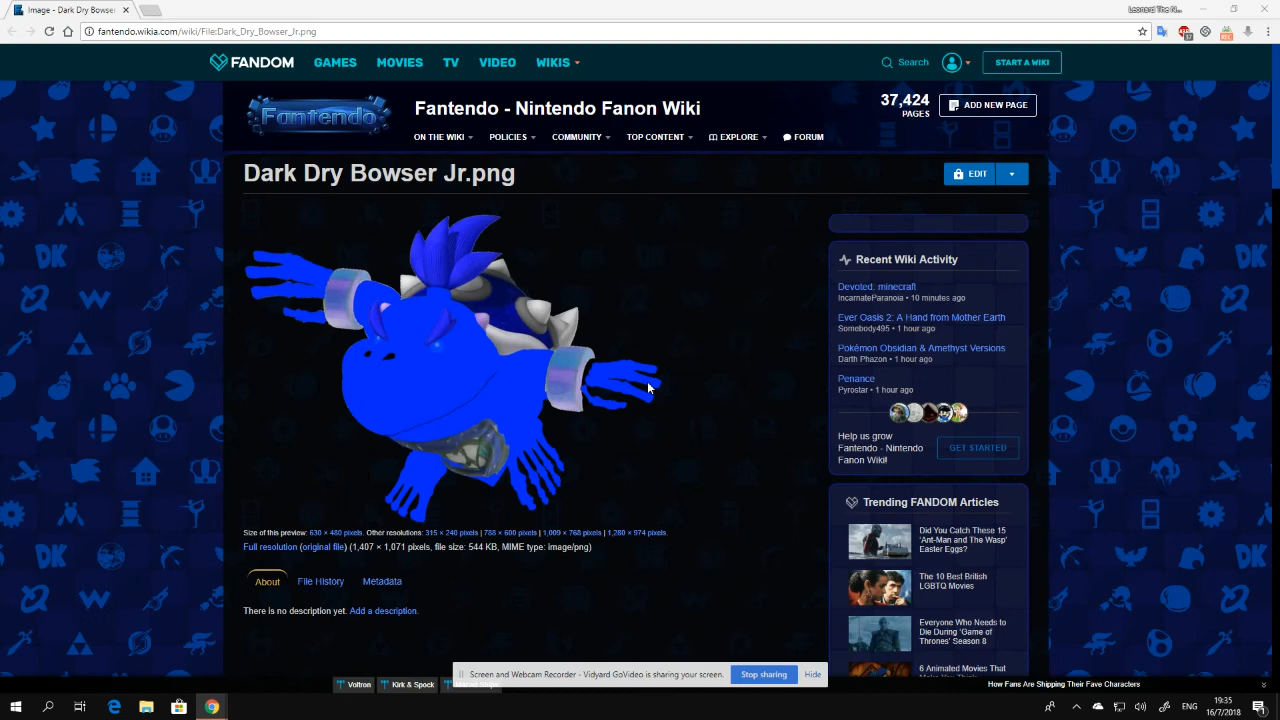 Image - Dark Dry Bowser
Leonard The N...
fantendo.wikia.com/wiki/File:Dark_Dry_Bowser_Jr.png
FANDOM GAMES MOVIES TV VIDEO WIKIS Search START A WIKI
Fantendo
Fantendo - Nintendo Fanon Wiki
37,424
PAGES
ADD NEW PAGE
ON THE WIKI POLICIES COMMUNITY TOP CONTENT EXPLORE FORUM
Dark Dry Bowser Jr.png
EDIT
Recent Wiki Activity
Devoted: minecraft
IncarnateParanoia • 10 minutes ago
Ever Oasis 2: A Hand from Mother Earth
Somebody495 • 1 hour ago
Pokémon Obsidian & Amethyst Versions
Darth Phazon • 1 hour ago
Penance
Pyrostar • 1 hour ago
Help us grow
Fantendo - Nintendo
Fanon Wiki!
GET STARTED
Trending FANDOM Articles
Did You Catch These 15
'Ant-Man and The Wasp'
Easter Eggs?
The 10 Best British
LGBTQ Movies
Everyone Who Needs to
Die During 'Game of
Thrones' Season 8
6 Animated Movies That
Size of this preview: 630 × 480 pixels. Other resolutions: 315 × 240 pixels | 788 × 600 pixels | 1,009 × 768 pixels | 1,280 × 974 pixels.
Full resolution (original file) (1,407 × 1,071 pixels, file size: 544 KB, MIME type: image/png)
About File History Metadata
There is no description yet. Add a description.
Screen and Webcam Recorder - Vidyard GoVideo is sharing your screen. Stop sharing Hide
Voltron Kirk & Spock
How Fans Are Shipping Their Fave Characters
ENG
19:35
16/7/2018